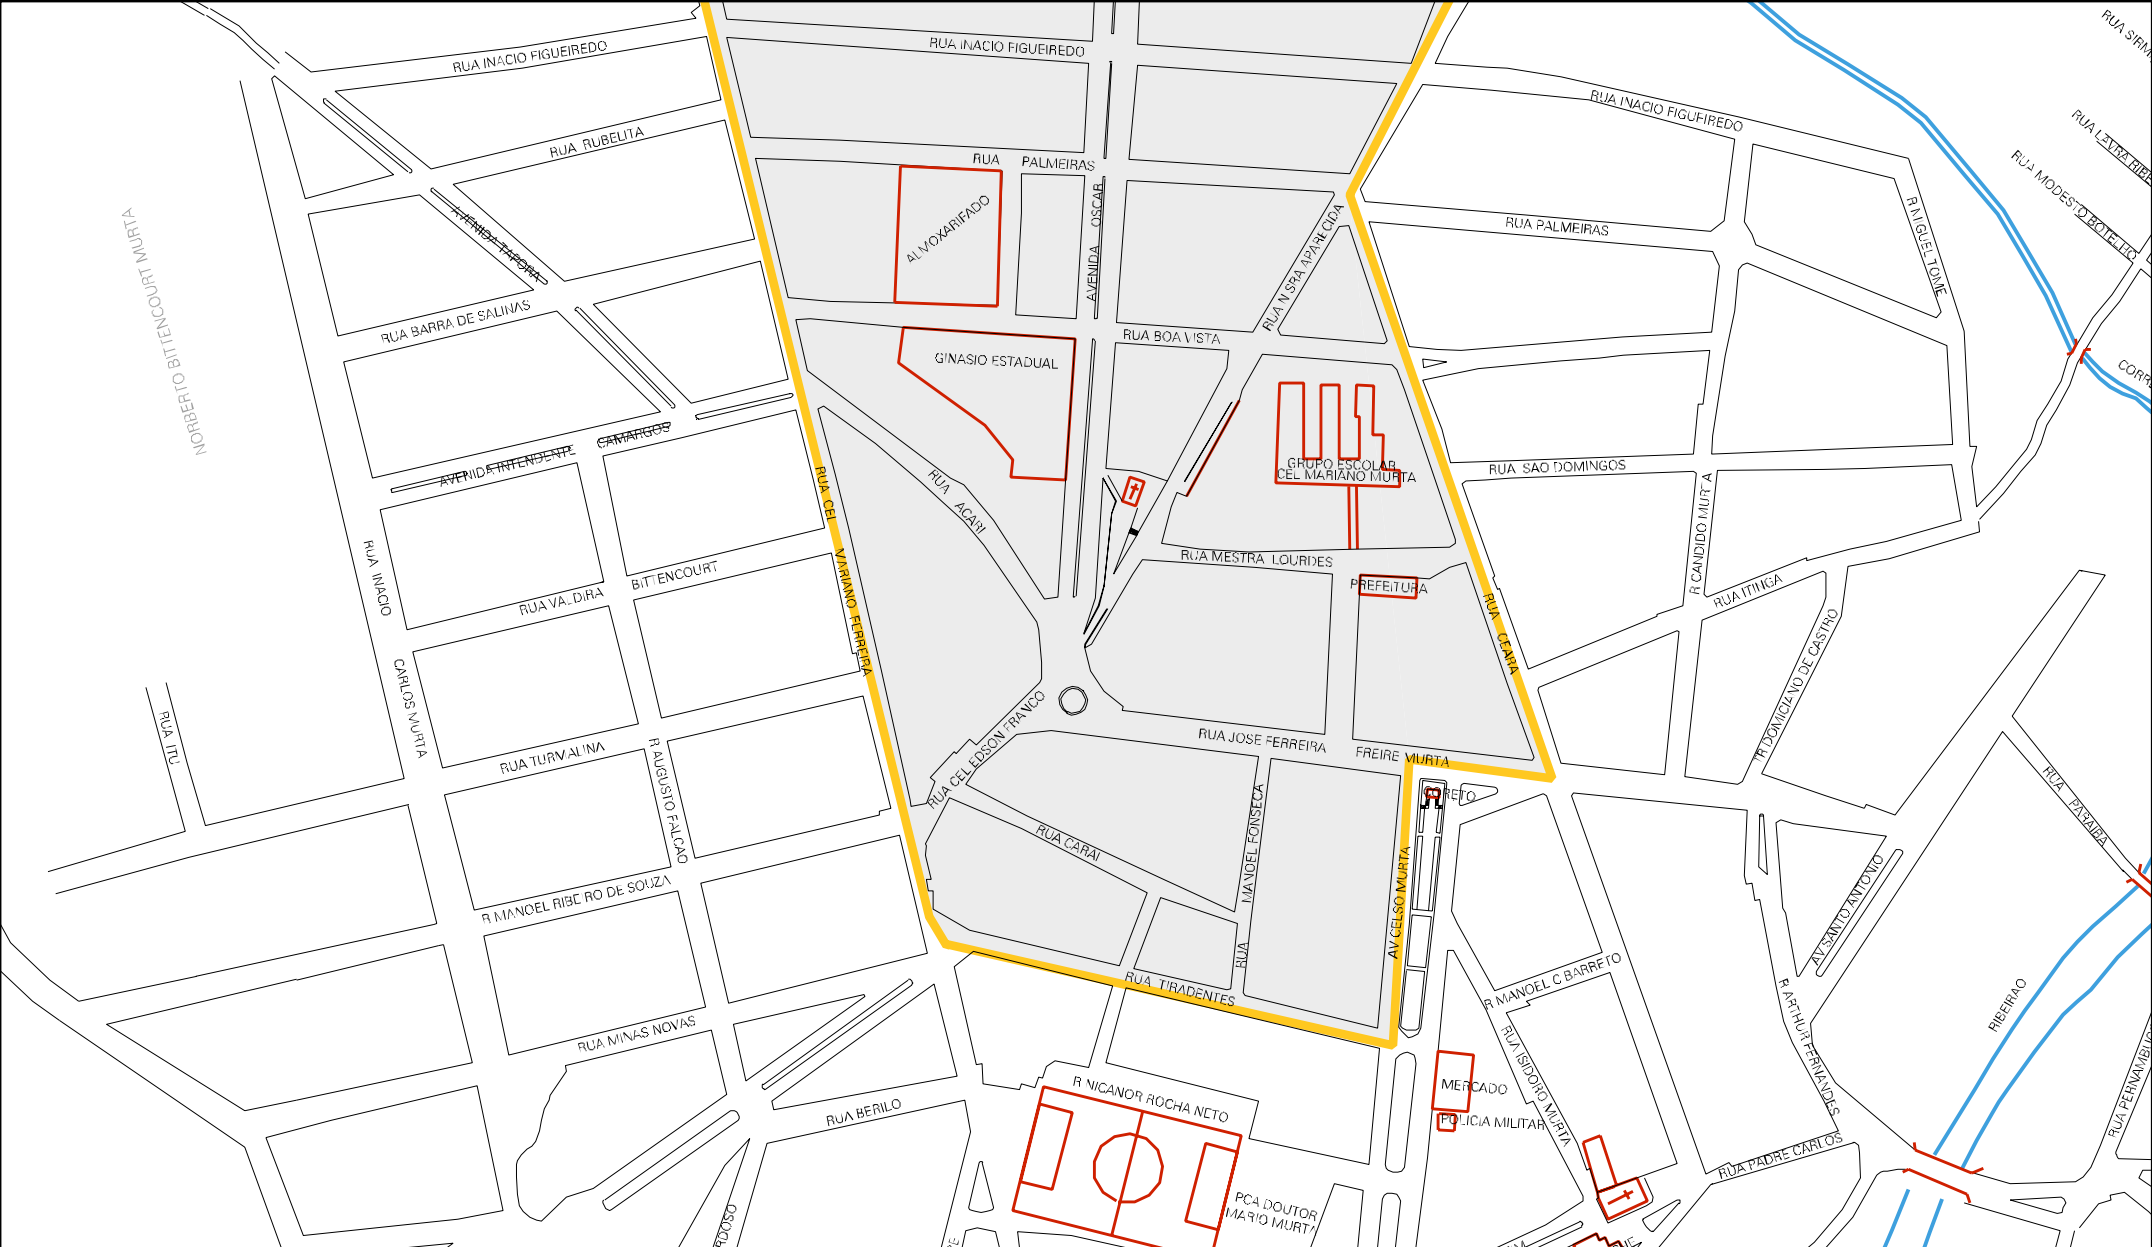 RUA INACIO FIGUEIREDO
RUA INACIO FIGUEIREDO
RUA INACIO FIGUFIREDO
RUA LAVRA
RUA MODESTO BOTELHO
RUA RUBELITA
RUA PALMEIRAS
RUA PALMEIRAS
R MIGUEL TOME
ALMOXARIFADO
AVENIDA OSCAR
RUA N SRA APARECIDA
AVENIDA TAPORA
NORBERTO BITTENCOURT MURTA
RUA BARRA DE SALINAS
RUA BOA VISTA
GINASIO ESTADUAL
AVENIDA INTENDENTE CAMARGOS
GRUPO ESCOLAR
CEL MARIANO MURTA
RUA SAO DOMINGOS
RUA ACARI
RUA CEL MARIANO FERREIRA
R CANDIDO MURTA
RUA INACIO CARLOS MURTA
RUA VALDIRA BITTENCOURT
RUA MESTRA LOURDES
PREFEITURA
RUA CEARA
RUA ITINGA
R DOMICIANO DE CASTRO
RUA ITU
RUA TURMALINA
R AUGUSTO FALCAO
RUA CEL EDSON FRANCO
RUA JOSE FERREIRA FREIRE MURTA
CORETO
RUA PARAIBA
RUA CARAI
RUA MANOEL FONSECA
AV CELSO MURTA
AV SANTO ANTONIO
R MANOEL RIBEIRO DE SOUZA
RUA TIRADENTES
R MANOEL C BARRETO
RIBEIRAO
R ARTHUR FERNANDES
RUA MINAS NOVAS
RUA ISIDORO MURTA
MERCADO
POLICIA MILITAR
R NICANOR ROCHA NETO
RUA BERILO
RUA PADRE CARLOS
PCA DOUTOR
MARIO MURTA